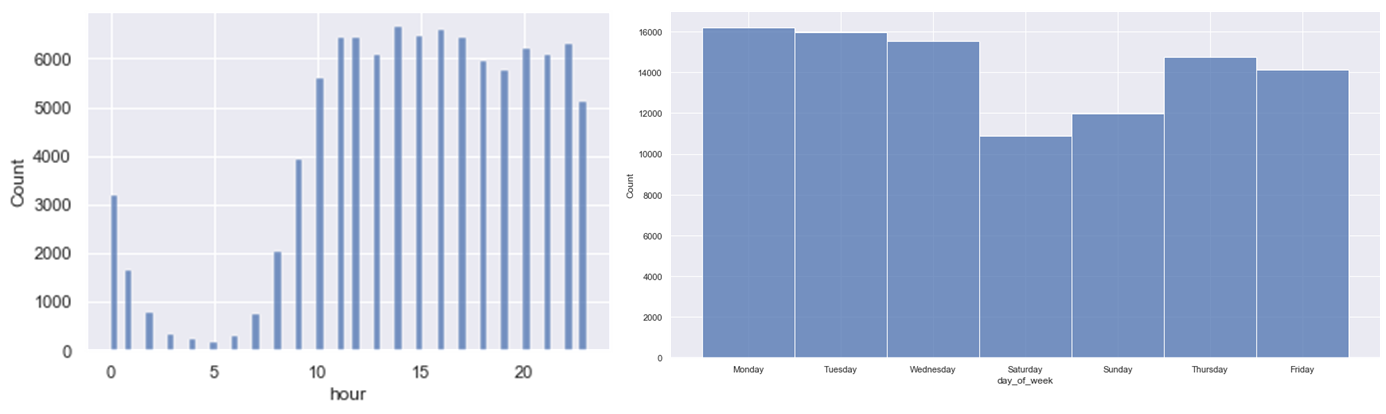 6000
5000
4000
3000
2000
1000
0
Count
0 5 10 15 20
hour
16000
14000
12000
10000
8000
6000
4000
2000
0
Count
Monday Tuesday Wednesday Saturday Sunday Thursday Friday
day_of_week